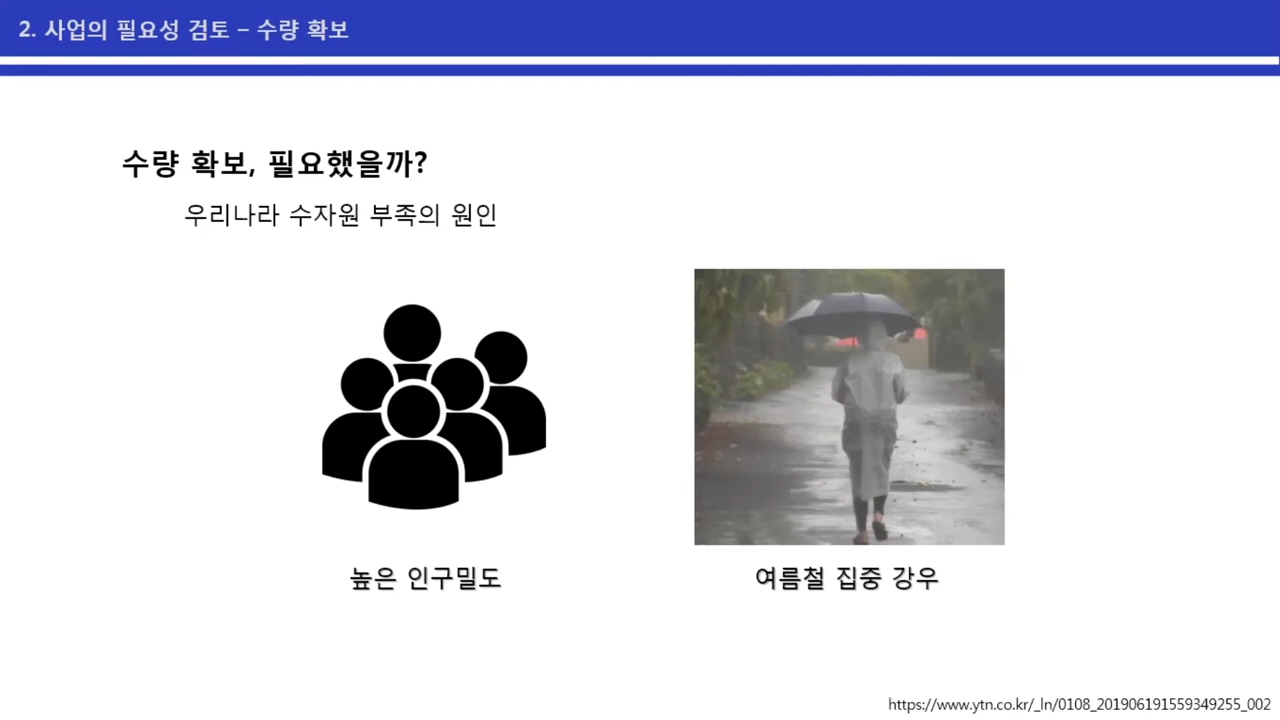 2. 사업의 필요성 검토 – 수량 확보
수량 확보, 필요했을까?
우리나라 수자원 부족의 원인
높은 인구밀도
여름철 집중 강우
https://www.ytn.co.kr/_ln/0108_201906191559349255_002